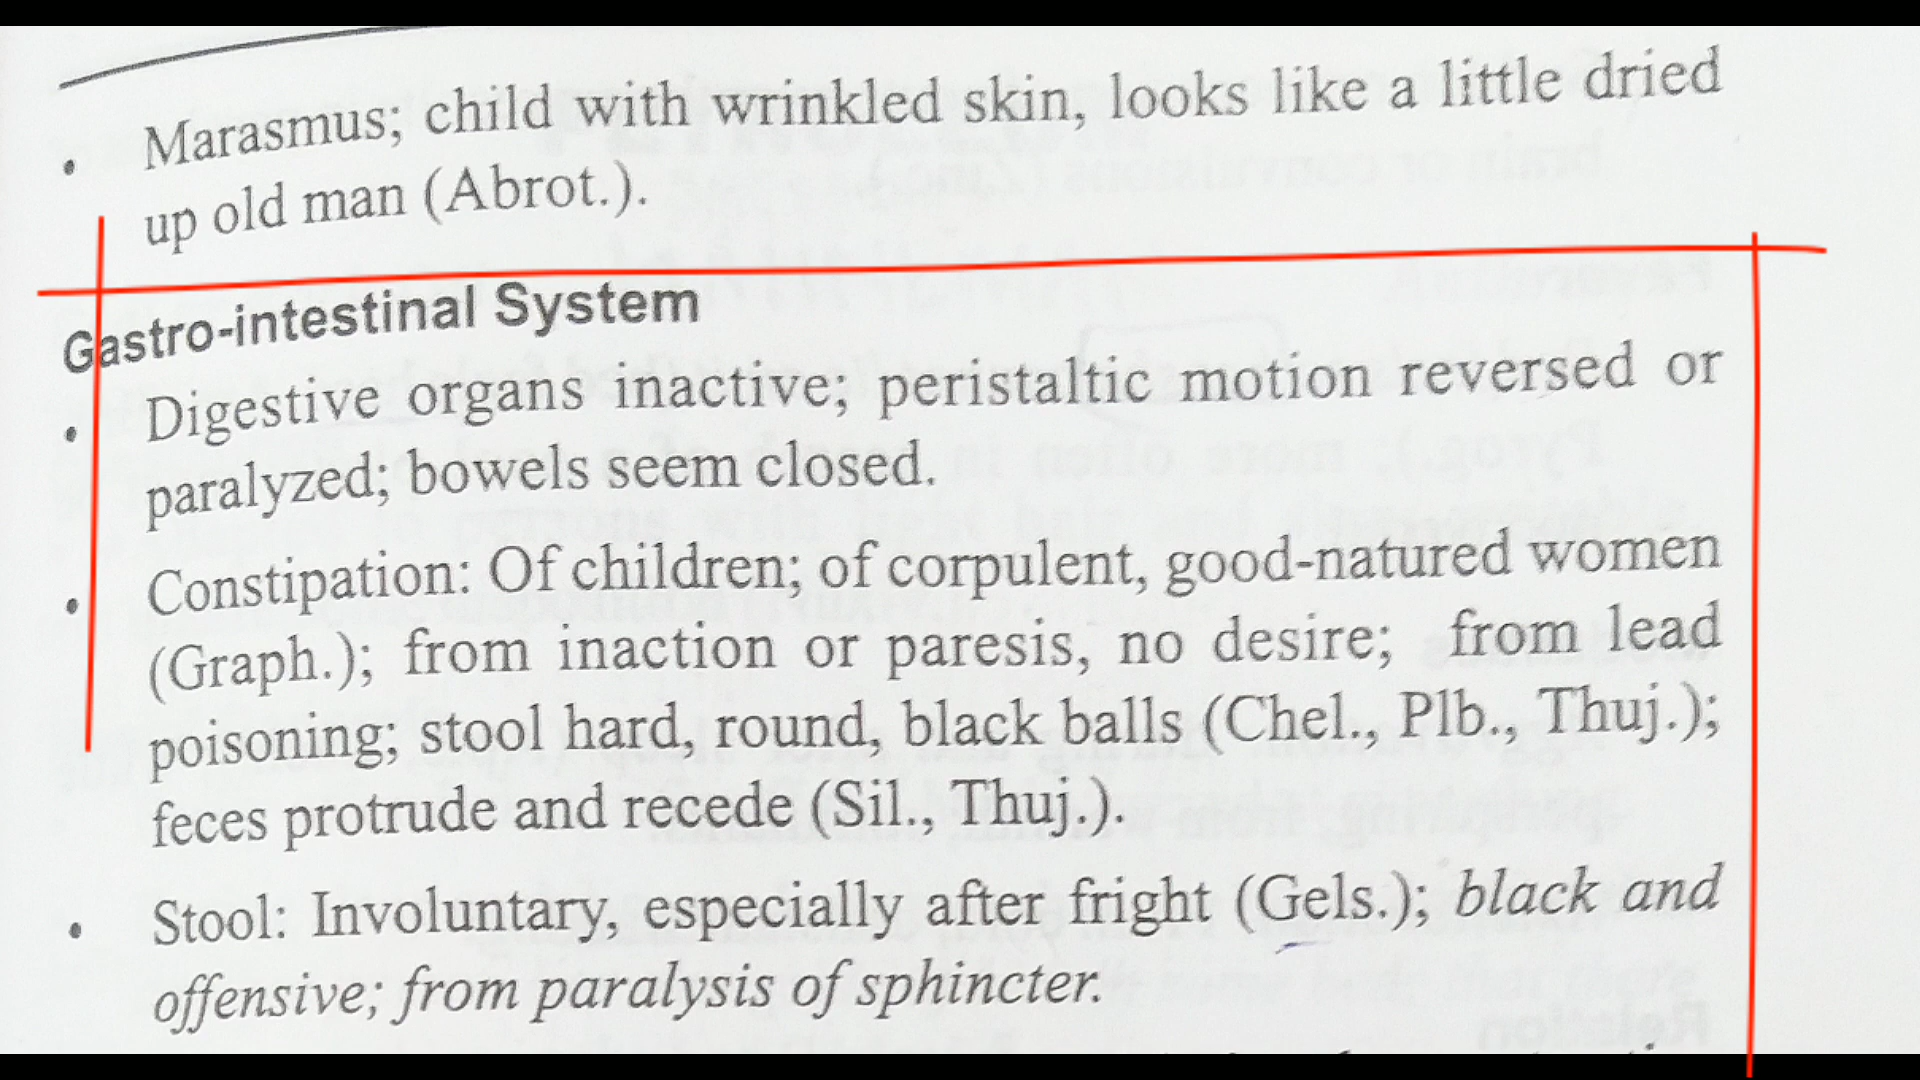 • Marasmus; child with wrinkled skin, looks like a little dried
up old man (Abrot.).
Gastro-intestinal System
• Digestive organs inactive; peristaltic motion reversed or
paralyzed; bowels seem closed.
• Constipation: Of children; of corpulent, good-natured women
(Graph.); from inaction or paresis, no desire; from lead
poisoning; stool hard, round, black balls (Chel., Plb., Thuj.);
feces protrude and recede (Sil., Thuj.).
• Stool: Involuntary, especially after fright (Gels.); black and
offensive; from paralysis of sphincter.